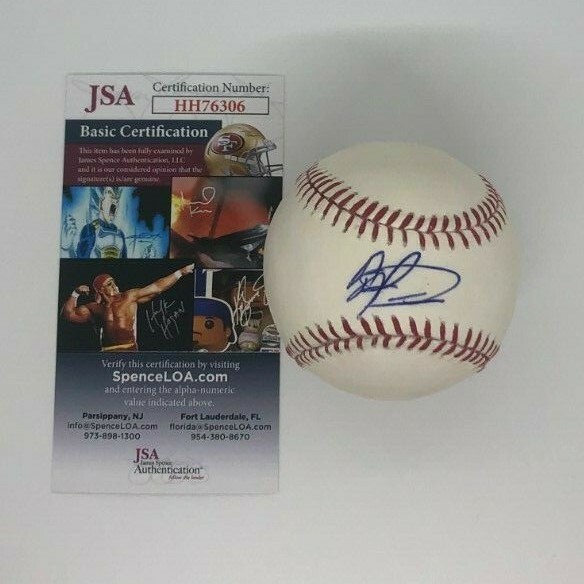 JSA
Certification Number:
HH76306
Basic Certification
This item has been fully examined by
James Spence Authentication, LLC
and it is our considered opinion that the
signature(s) is/are genuine.
Verify this certification by visiting
SpenceLOA.com
and entering the alpha-numeric
value indicated above.
Parsippany, NJ
info@SpenceLOA.com
973-898-1300
Fort Lauderdale, FL
florida@SpenceLOA.com
954-380-8670
JSA
James Spence
Authentication
follow the leader